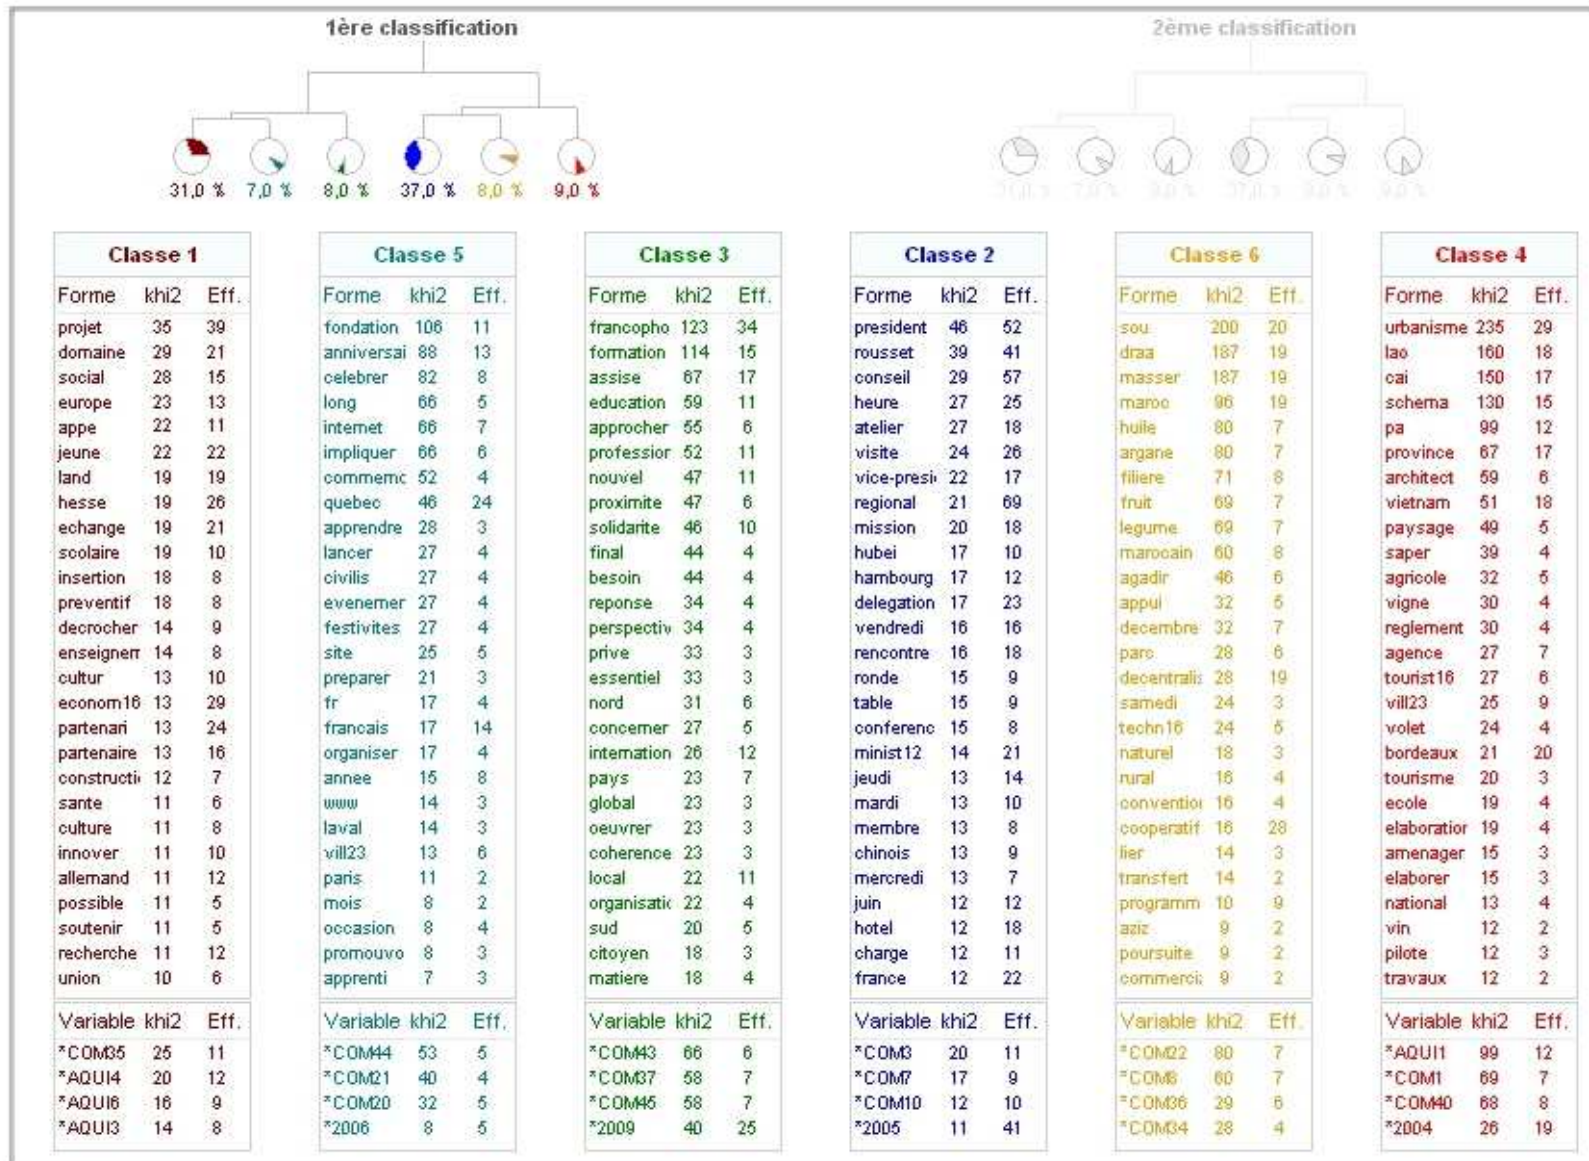 1ère classification 2ème classification
31,0 % 7,0 % 8,0 % 37,0 % 8,0 % 9,0 % 31,0 % 7,0 % 8,0 % 37,0 % 8,0 % 9,0 %
Classe 1 Classe 5 Classe 3 Classe 2 Classe 6 Classe 4
Forme khi2 Eff. Forme khi2 Eff. Forme khi2 Eff. Forme khi2 Eff. Forme khi2 Eff. Forme khi2 Eff.
projet 35 39 fondation 106 11 francopho 123 34 president 46 52 sou 200 20 urbanisme 235 29
domaine 29 21 anniversai 88 13 formation 114 15 rousset 39 41 draa 187 19 lao 160 18
social 28 15 celebrer 82 8 assise 67 17 conseil 29 57 masser 187 19 cai 150 17
europe 23 13 long 66 5 education 59 11 heure 27 25 maroc 96 19 schema 130 15
appe 22 11 internet 66 7 approcher 55 6 atelier 27 18 huile 80 7 pa 99 12
jeune 22 22 impliquer 66 6 profession 52 11 visite 24 26 argane 80 7 province 67 17
land 19 19 commemc 52 4 nouvel 47 11 vice-presi 22 17 filiere 71 8 architect 59 6
hesse 19 26 quebec 46 24 proximite 47 6 regional 21 69 fruit 69 7 vietnam 51 18
echange 19 21 apprendre 28 3 solidarite 46 10 mission 20 18 legume 69 7 paysage 49 5
scolaire 19 10 lancer 27 4 final 44 4 hubei 17 10 marocain 60 8 saper 39 4
insertion 18 8 civilis 27 4 besoin 44 4 hambourg 17 12 agadir 46 6 agricole 32 5
preventif 18 8 evenemer 27 4 reponse 34 4 delegation 17 23 appui 32 5 vigne 30 4
decrocher 14 9 festivites 27 4 perspectiv 34 4 vendredi 16 16 decembre 32 7 reglement 30 4
enseignem 14 8 site 25 5 prive 33 3 rencontre 16 18 parc 28 6 agence 27 7
cultur 13 10 preparer 21 3 essentiel 33 3 ronde 15 9 decentralis 28 19 tourist16 27 6
econom16 13 29 fr 17 4 nord 31 6 table 15 9 samedi 24 3 vill23 25 9
partenari 13 24 francais 17 14 concerner 27 5 conferenc 15 8 techn16 24 5 volet 24 4
partenaire 13 16 organiser 17 4 internation 26 12 minist12 14 21 naturel 18 3 bordeaux 21 20
constructi 12 7 annee 15 8 pays 23 7 jeudi 13 14 rural 16 4 tourisme 20 3
sante 11 6 www 14 3 global 23 3 mardi 13 10 convention 16 4 ecole 19 4
culture 11 8 laval 14 3 oeuvrer 23 3 membre 13 8 cooperatif 16 28 elaboration 19 4
innover 11 10 vill23 13 6 coherence 23 3 chinois 13 9 lier 14 3 amenager 15 3
allemand 11 12 paris 11 2 local 22 11 mercredi 13 7 transfert 14 2 elaborer 15 3
possible 11 5 mois 8 2 organisatic 22 4 juin 12 12 programm 10 9 national 13 4
soutenir 11 5 occasion 8 4 sud 20 5 hotel 12 18 aziz 9 2 vin 12 2
recherche 11 12 promouvo 8 3 citoyen 18 3 charge 12 11 poursuite 9 2 pilote 12 3
union 10 6 apprenti 7 3 matiere 18 4 france 12 22 commercia 9 2 travaux 12 2
Variable khi2 Eff. Variable khi2 Eff. Variable khi2 Eff. Variable khi2 Eff. Variable khi2 Eff. Variable khi2 Eff.
*COM35 25 11 *COM44 53 5 *COM43 66 6 *COM3 20 11 *COM22 80 7 *AQUI1 99 12
*AQUI4 20 12 *COM21 40 4 *COM37 58 7 *COM7 17 9 *COM8 60 7 *COM1 69 7
*AQUI6 16 9 *COM20 32 5 *COM45 58 7 *COM10 12 10 *COM36 29 6 *COM40 68 8
*AQUI3 14 8 *2006 8 5 *2009 40 25 *2005 11 41 *COM34 28 4 *2004 26 19